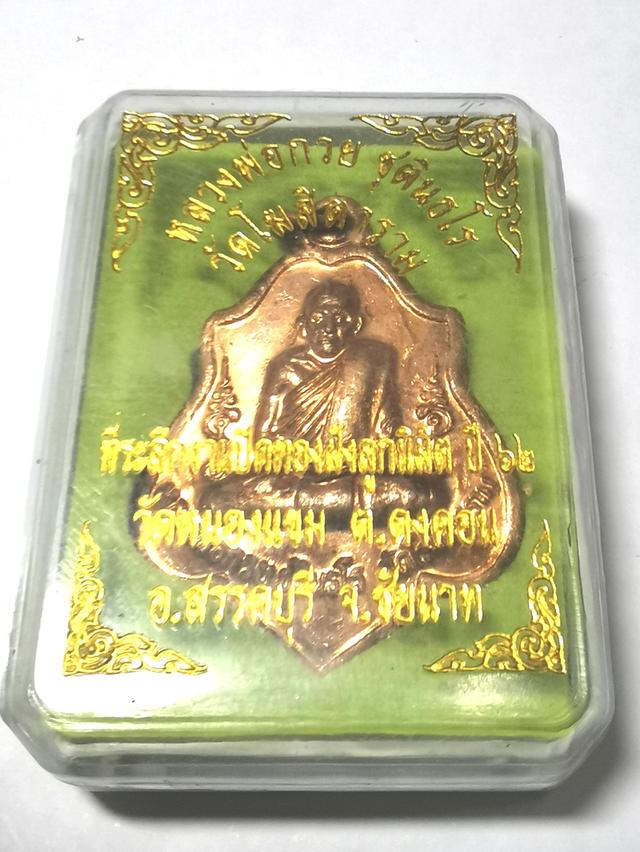 หลวงพ่อกวย ชุตินธโร
วัดโฆสิตาราม
ที่ระลึกงานปิดทองฝังลูกนิมิต ปี ๖๒
วัดหนองแขม ต.ดงคอน
อ.สรรคบุรี จ.ชัยนาท